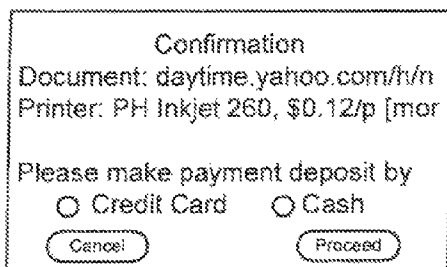 Confirmation
Document: daytime.yahoo.com/h/n
Printer: PH Inkjet 260, $0.12/p [mor
Please make payment deposit by
Credit Card Cash
Cancel Proceed